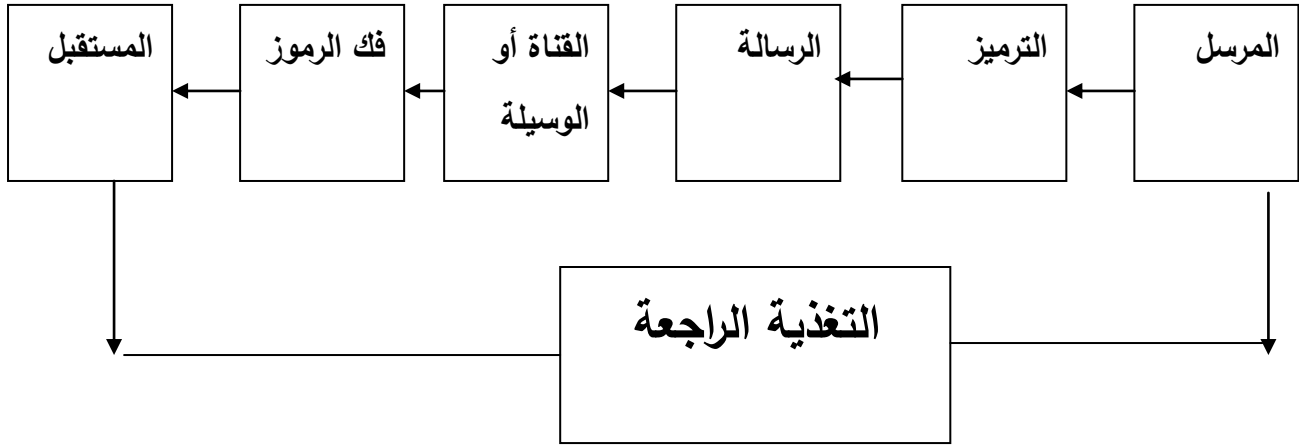 المرسل
الترميز
الرسالة
القناة أو
الوسيلة
فك الرموز
المستقبل
التغذية الراجعة